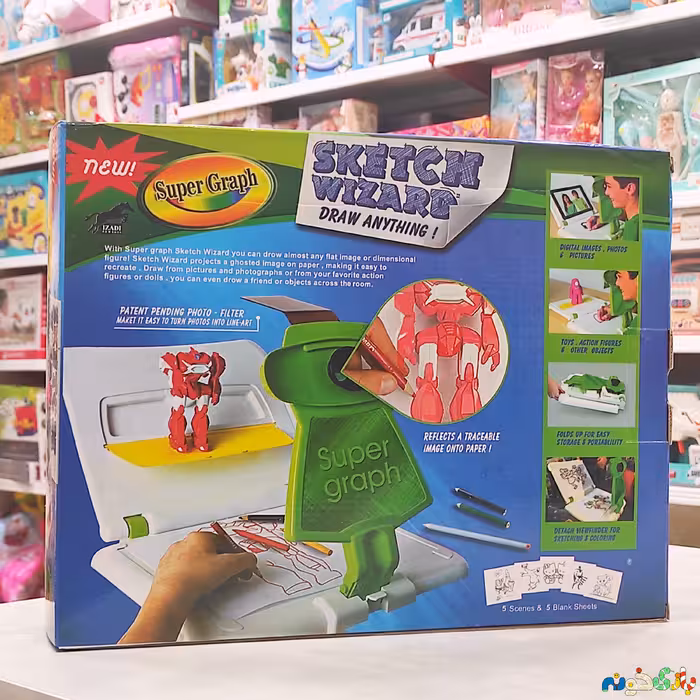 NEW!
Super Graph
IZADI
SKETCH
WIZARD
DRAW ANYTHING!
With Super graph Sketch Wizard you can draw almost any flat image or dimensional
figure! Sketch Wizard projects a ghosted image on paper , making it easy to
recreate . Draw from pictures and photographs or from your favorite action
figures or dolls , you can even draw a friend or objects across the room.
PATENT PENDING PHOTO - FILTER
MAKE IT EASY TO TURN PHOTOS INTO LINE-ART
Super
graph
REFLECTS A TRACEABLE
IMAGE ONTO PAPER !
DIGITAL IMAGES , PHOTOS
& PICTURES
TOYS , ACTION FIGURES
& OTHER OBJECTS
FOLDS UP FOR EASY
STORAGE & PORTABILITY
DETACH VIEWFINDER FOR
SKETCHING & COLORING
5 Scenes & 5 Blank Sheets